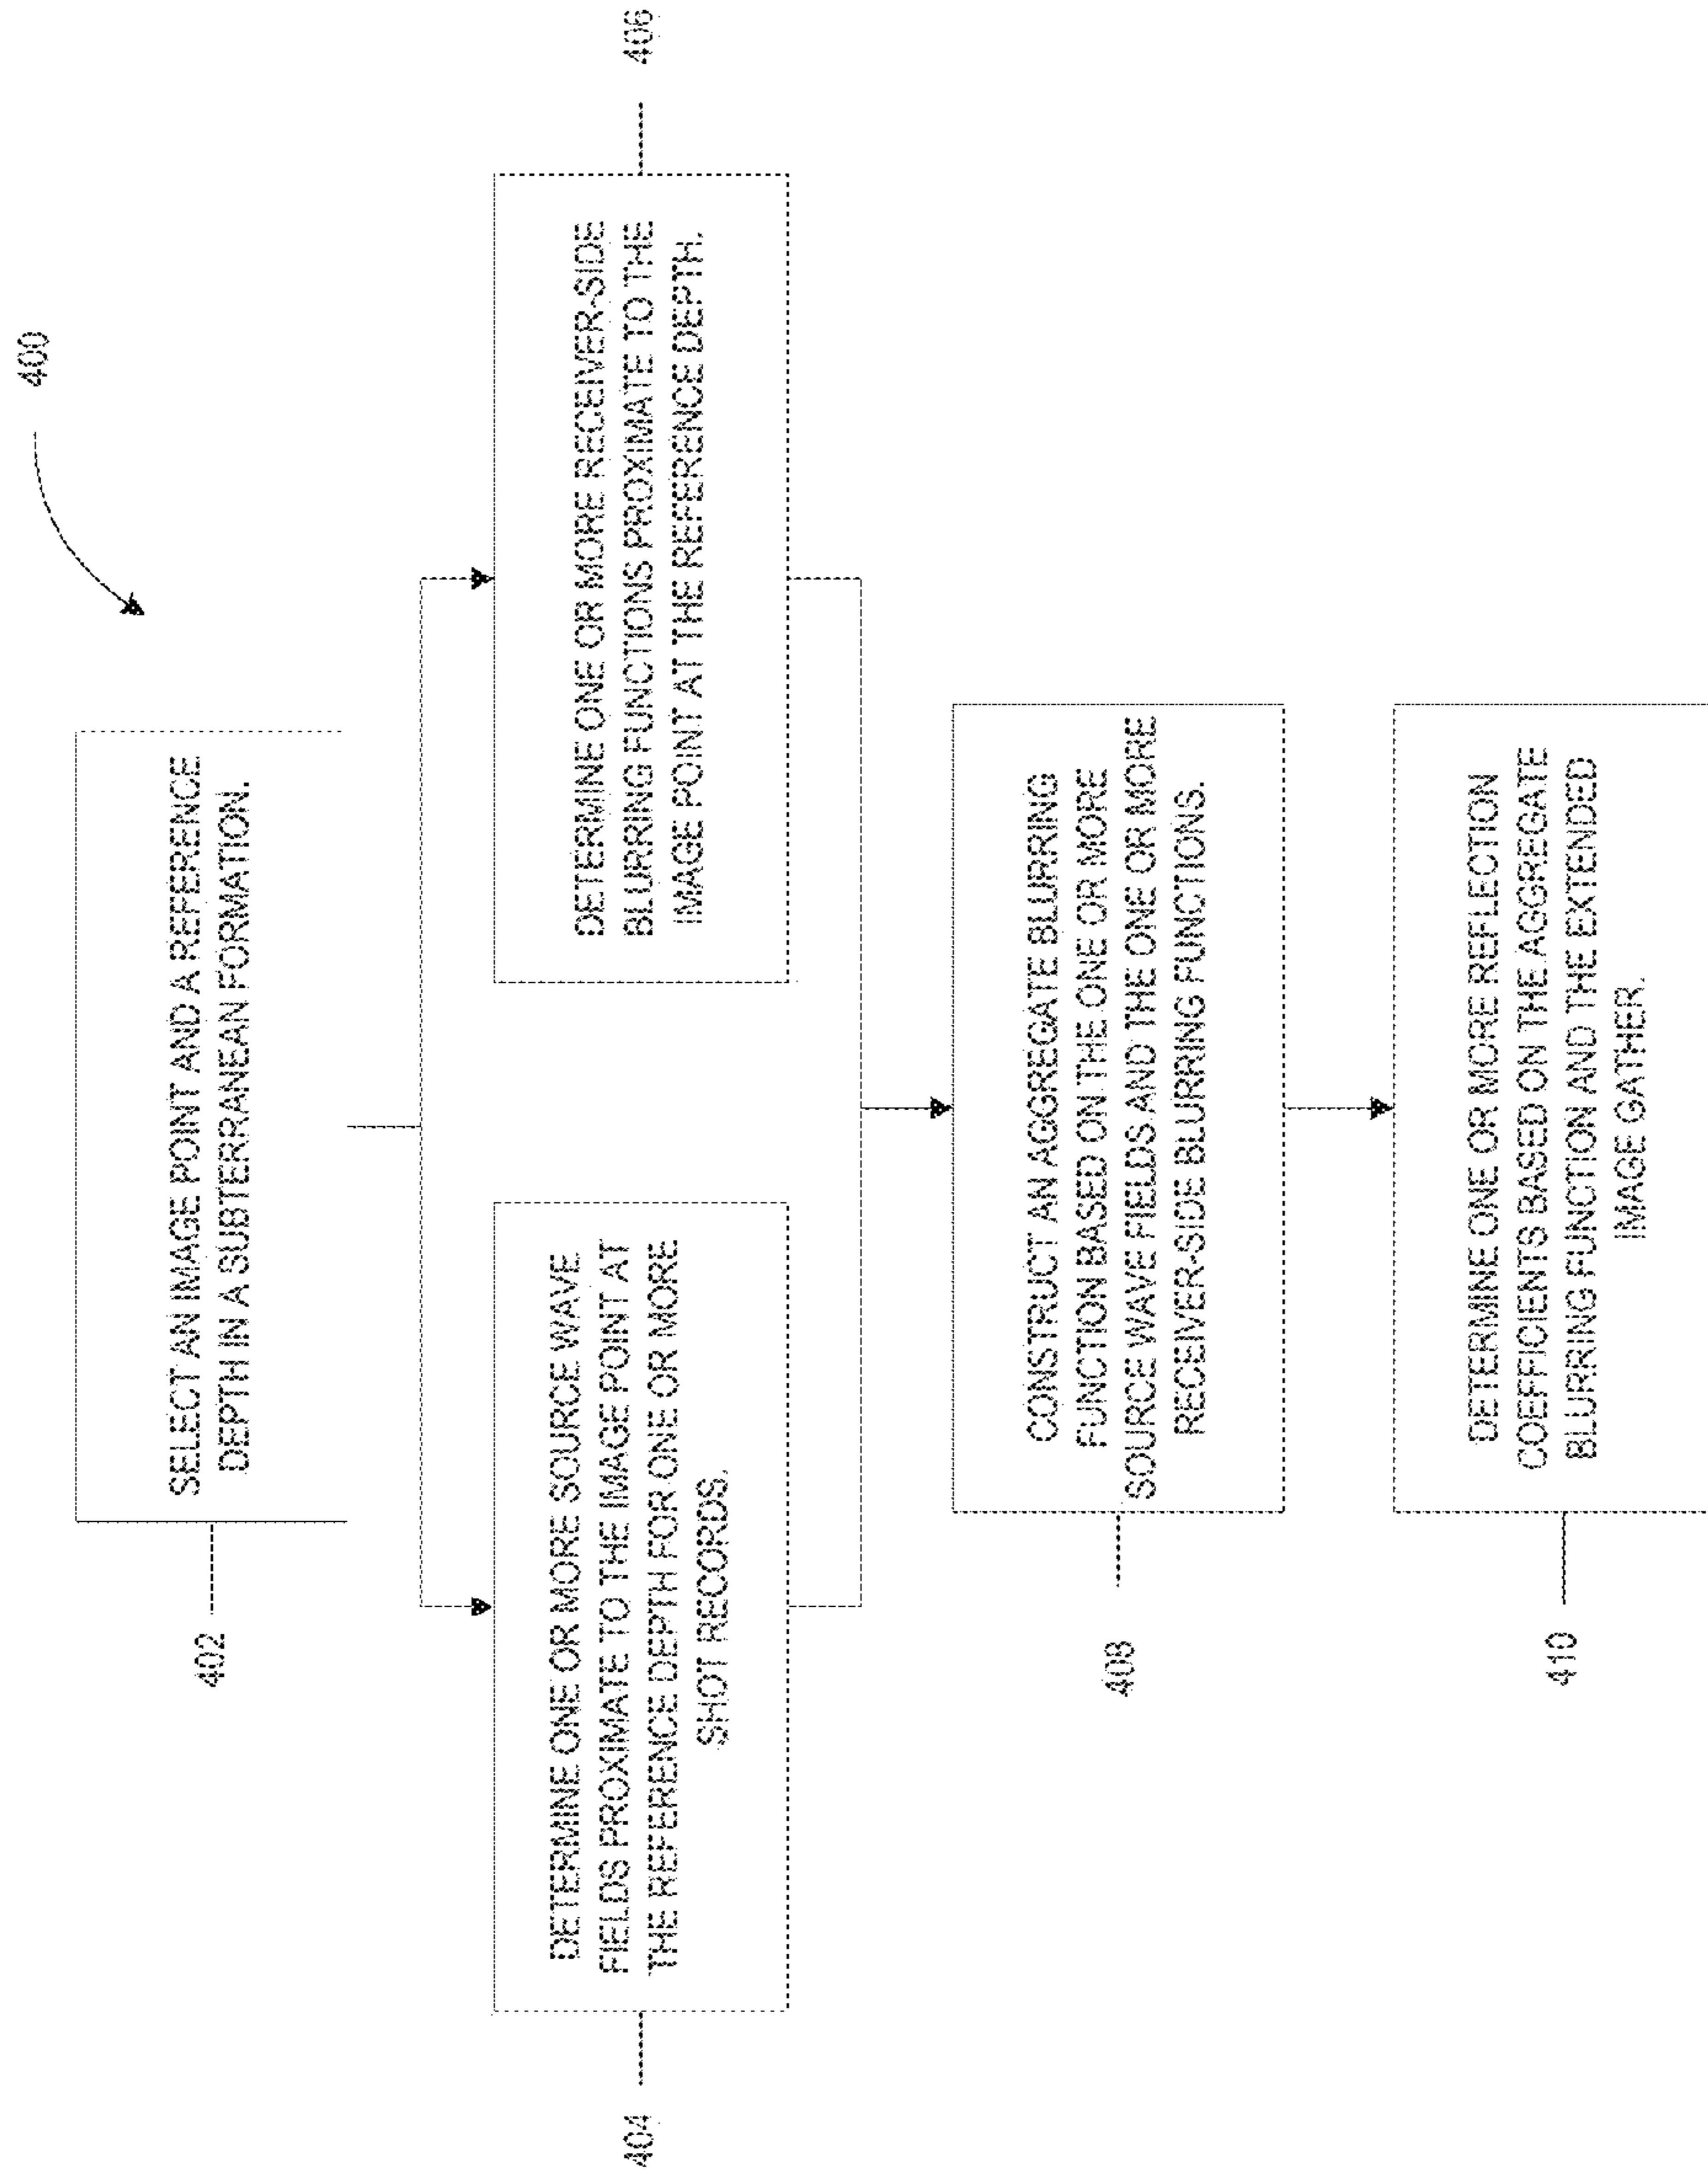 400
402
SELECT AN IMAGE POINT AND A REFERENCE
DEPTH IN A SUBTERRANEAN FORMATION.
404
DETERMINE ONE OR MORE SOURCE WAVE
FIELDS PROXIMATE TO THE IMAGE POINT AT
THE REFERENCE DEPTH FOR ONE OR MORE
SHOT RECORDS.
406
DETERMINE ONE OR MORE RECEIVER-SIDE
BLURRING FUNCTIONS PROXIMATE TO THE
IMAGE POINT AT THE REFERENCE DEPTH.
408
CONSTRUCT AN AGGREGATE BLURRING
FUNCTION BASED ON THE ONE OR MORE
SOURCE WAVE FIELDS AND THE ONE OR MORE
RECEIVER-SIDE BLURRING FUNCTIONS.
410
DETERMINE ONE OR MORE REFLECTION
COEFFICIENTS BASED ON THE AGGREGATE
BLURRING FUNCTION AND THE EXTENDED
IMAGE GATHER.